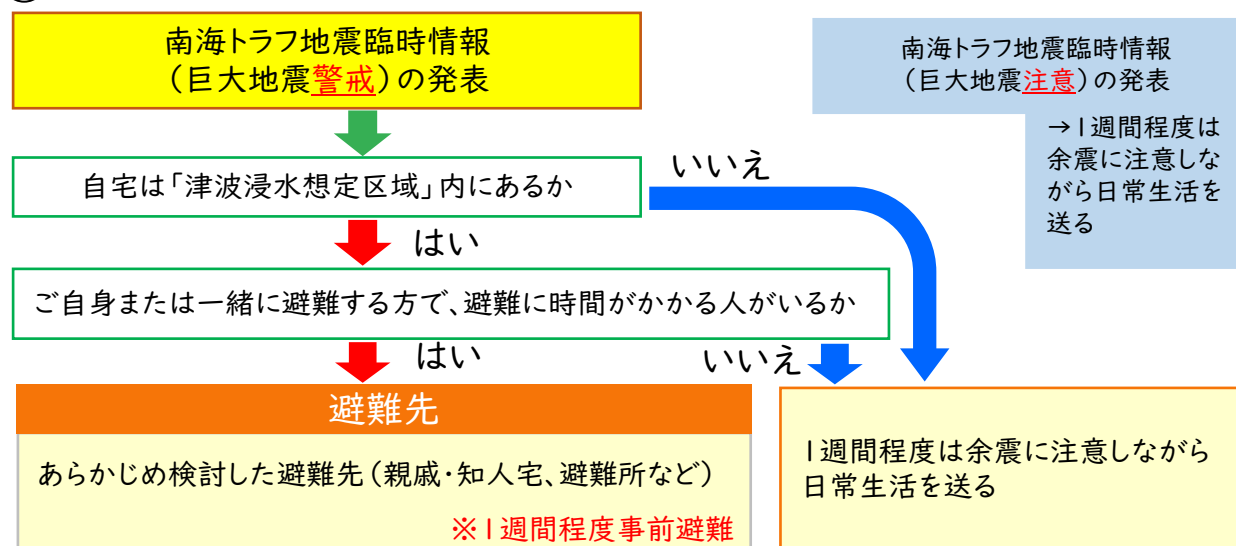 南海トラフ地震臨時情報
（巨大地震警戒）の発表
南海トラフ地震臨時情報
（巨大地震注意）の発表
→1週間程度は
余震に注意しな
がら日常生活を
送る
自宅は「津波浸水想定区域」内にあるか
いいえ
はい
ご自身または一緒に避難する方で、避難に時間がかかる人がいるか
はい
いいえ
避難先
あらかじめ検討した避難先（親戚・知人宅、避難所など）
※1週間程度事前避難
1週間程度は余震に注意しながら
日常生活を送る